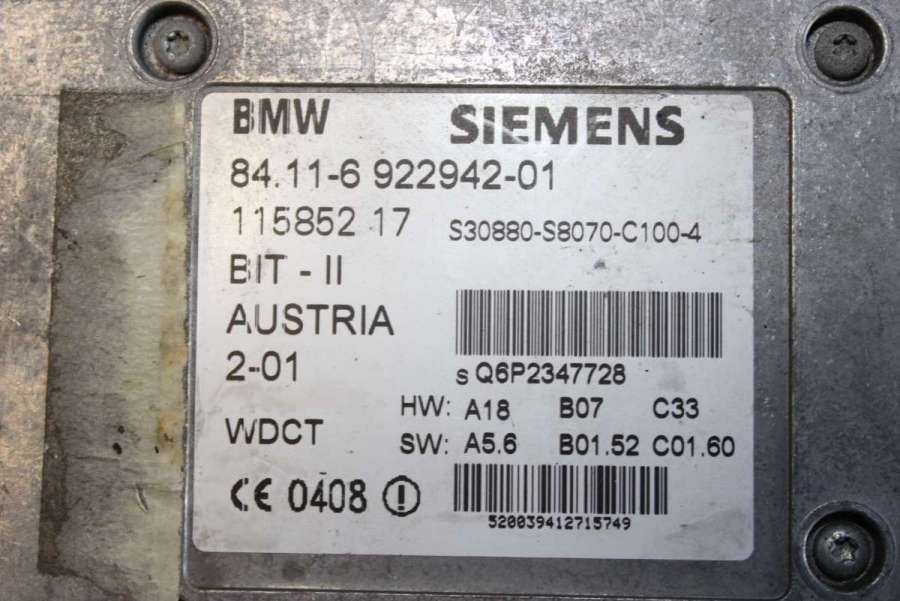 BMW SIEMENS
84.11-6 922942-01
115852 17 S30880-S8070-C100-4
BIT - II
AUSTRIA
2-01
S Q6P2347728
HW: A18 B07 C33
WDCT
SW: A5.6 B01.52 C01.60
CE 0408
520039412715749